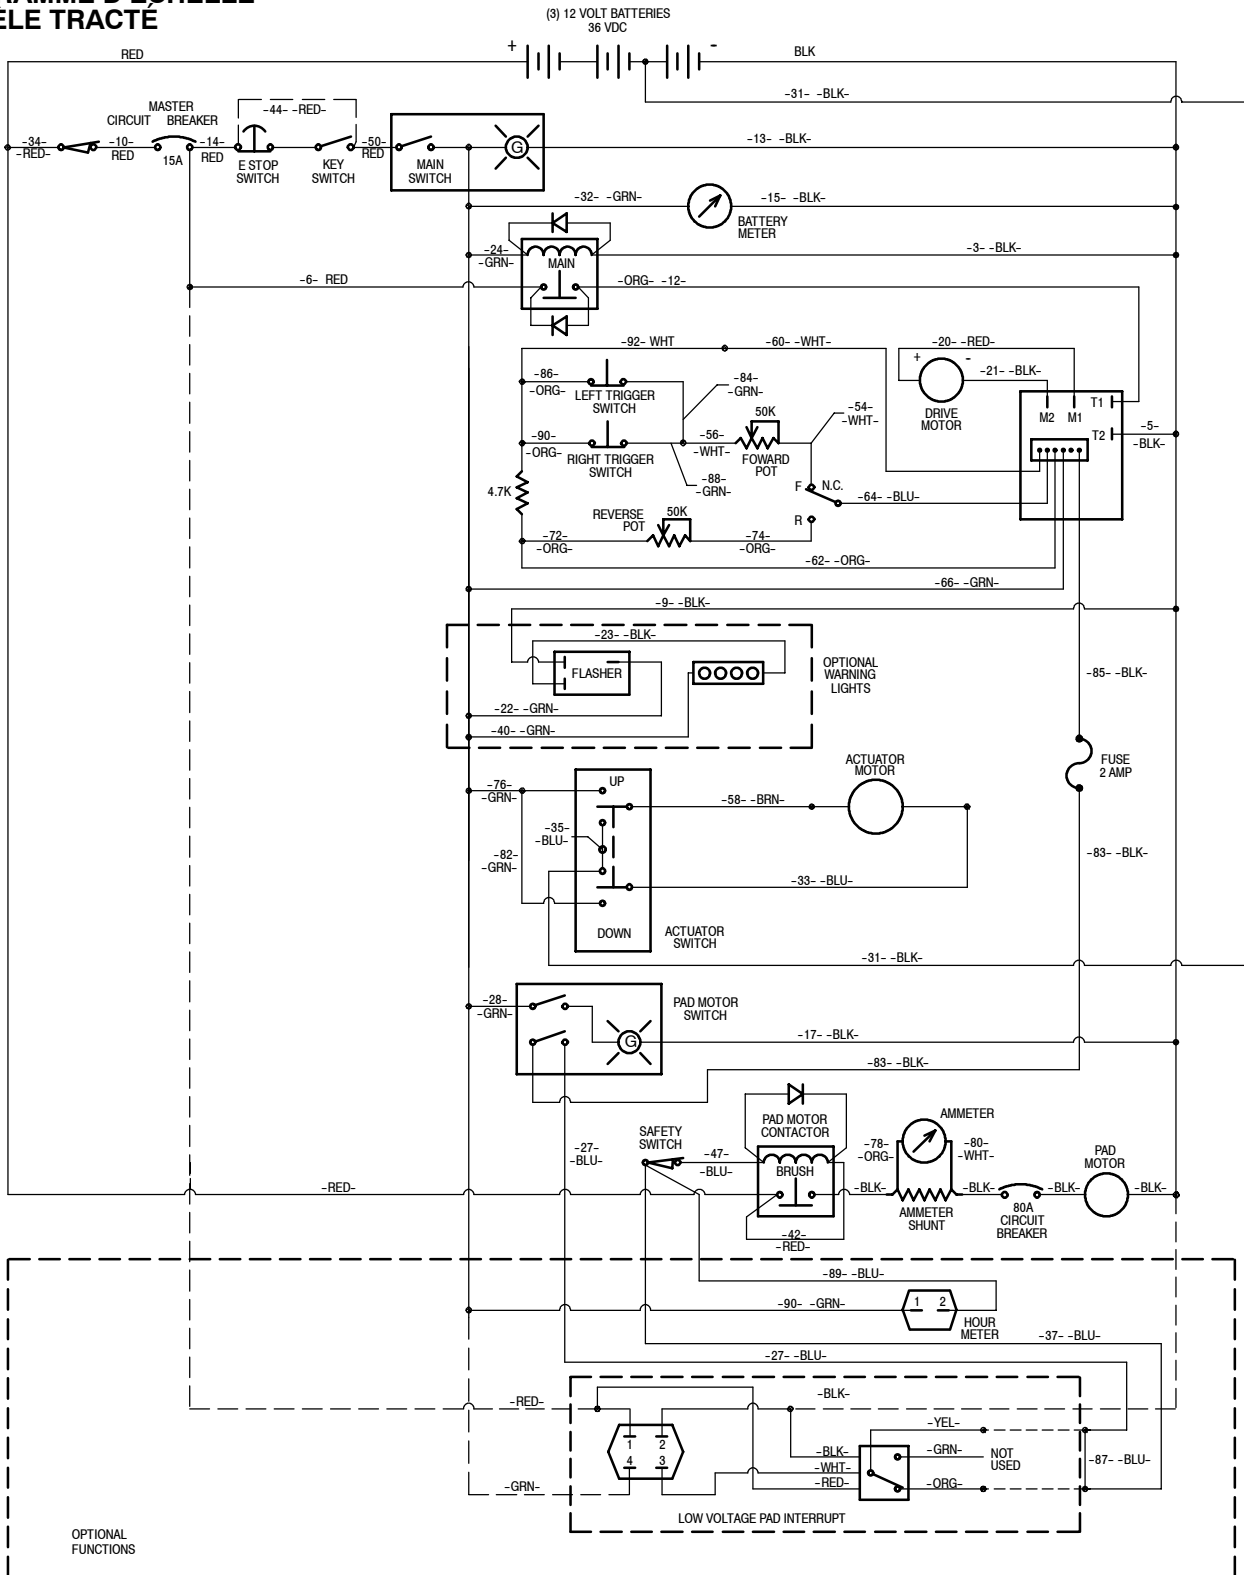 ÈLE TRACTÉ
(3) 12 VOLT BATTERIES
36 VDC
+
-
RED
BLK
-31- -BLK-
MASTER
CIRCUIT BREAKER
-44- -RED-
-34-
-RED-
-10-
RED
15A
-14-
RED
E STOP
SWITCH
KEY
SWITCH
-50-
RED
MAIN
SWITCH
G
-13- -BLK-
-32- -GRN-
BATTERY
METER
-15- -BLK-
-24-
-GRN-
MAIN
-3- -BLK-
-6- RED
-ORG- -12-
-92- WHT
-60- -WHT-
-20- -RED-
+
-
-21- -BLK-
DRIVE
MOTOR
M2 M1
T1
T2
-5-
-BLK-
-86-
-ORG-
LEFT TRIGGER
SWITCH
-84-
-GRN-
-90-
-ORG-
RIGHT TRIGGER
SWITCH
-56-
-WHT-
50K
FOWARD
POT
-54-
-WHT-
-88-
-GRN-
4.7K
F
N.C.
-64- -BLU-
R
REVERSE
POT
50K
-72-
-ORG-
-74-
-ORG-
-62- -ORG-
-66- -GRN-
-9- -BLK-
-23- -BLK-
FLASHER
OPTIONAL
WARNING
LIGHTS
-22- -GRN-
-40- -GRN-
-85- -BLK-
FUSE
2 AMP
-83- -BLK-
-76-
-GRN-
UP
-58- -BRN-
ACTUATOR
MOTOR
-35-
-BLU-
-82-
-GRN-
-33- -BLU-
DOWN
ACTUATOR
SWITCH
-31- -BLK-
-28-
-GRN-
PAD MOTOR
SWITCH
G
-17- -BLK-
-83- -BLK-
-27-
-BLU-
SAFETY
SWITCH
-47-
-BLU-
PAD MOTOR
CONTACTOR
BRUSH
-42-
-RED-
-RED-
-BLK-
AMMETER
-78-
-ORG-
-80-
-WHT-
AMMETER
SHUNT
-BLK-
80A
CIRCUIT
BREAKER
-BLK-
PAD
MOTOR
-BLK-
-89- -BLU-
-90- -GRN-
1 2
HOUR
METER
-37- -BLU-
-27- -BLU-
-RED-
-BLK-
1 2
4 3
-GRN-
-BLK-
-WHT-
-RED-
-YEL-
-GRN-
NOT
USED
-ORG-
-87- -BLU-
LOW VOLTAGE PAD INTERRUPT
OPTIONAL
FUNCTIONS